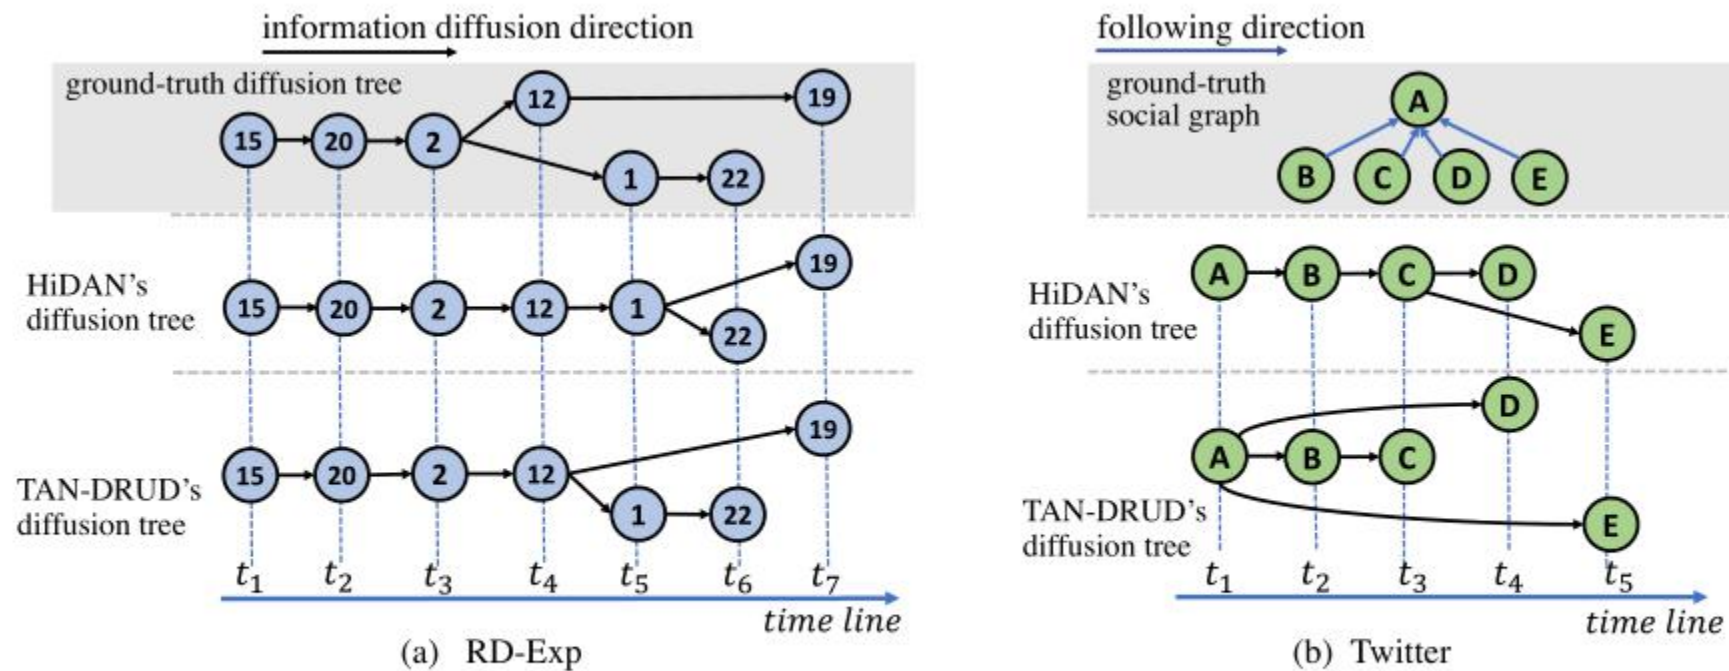 information diffusion direction
ground-truth diffusion tree
12
19
15
20
2
1
22
HiDAN's
diffusion tree
19
15
20
2
12
1
22
TAN-DRUD's
diffusion tree
19
15
20
2
12
1
22
t₁
t₂
t₃
t₄
t₅
t₆
t₇
time line
(a) RD-Exp
following direction
ground-truth
social graph
A
B
C
D
E
HiDAN's
diffusion tree
A
B
C
D
E
TAN-DRUD's
diffusion tree
D
A
B
C
E
t₁
t₂
t₃
t₄
t₅
time line
(b) Twitter